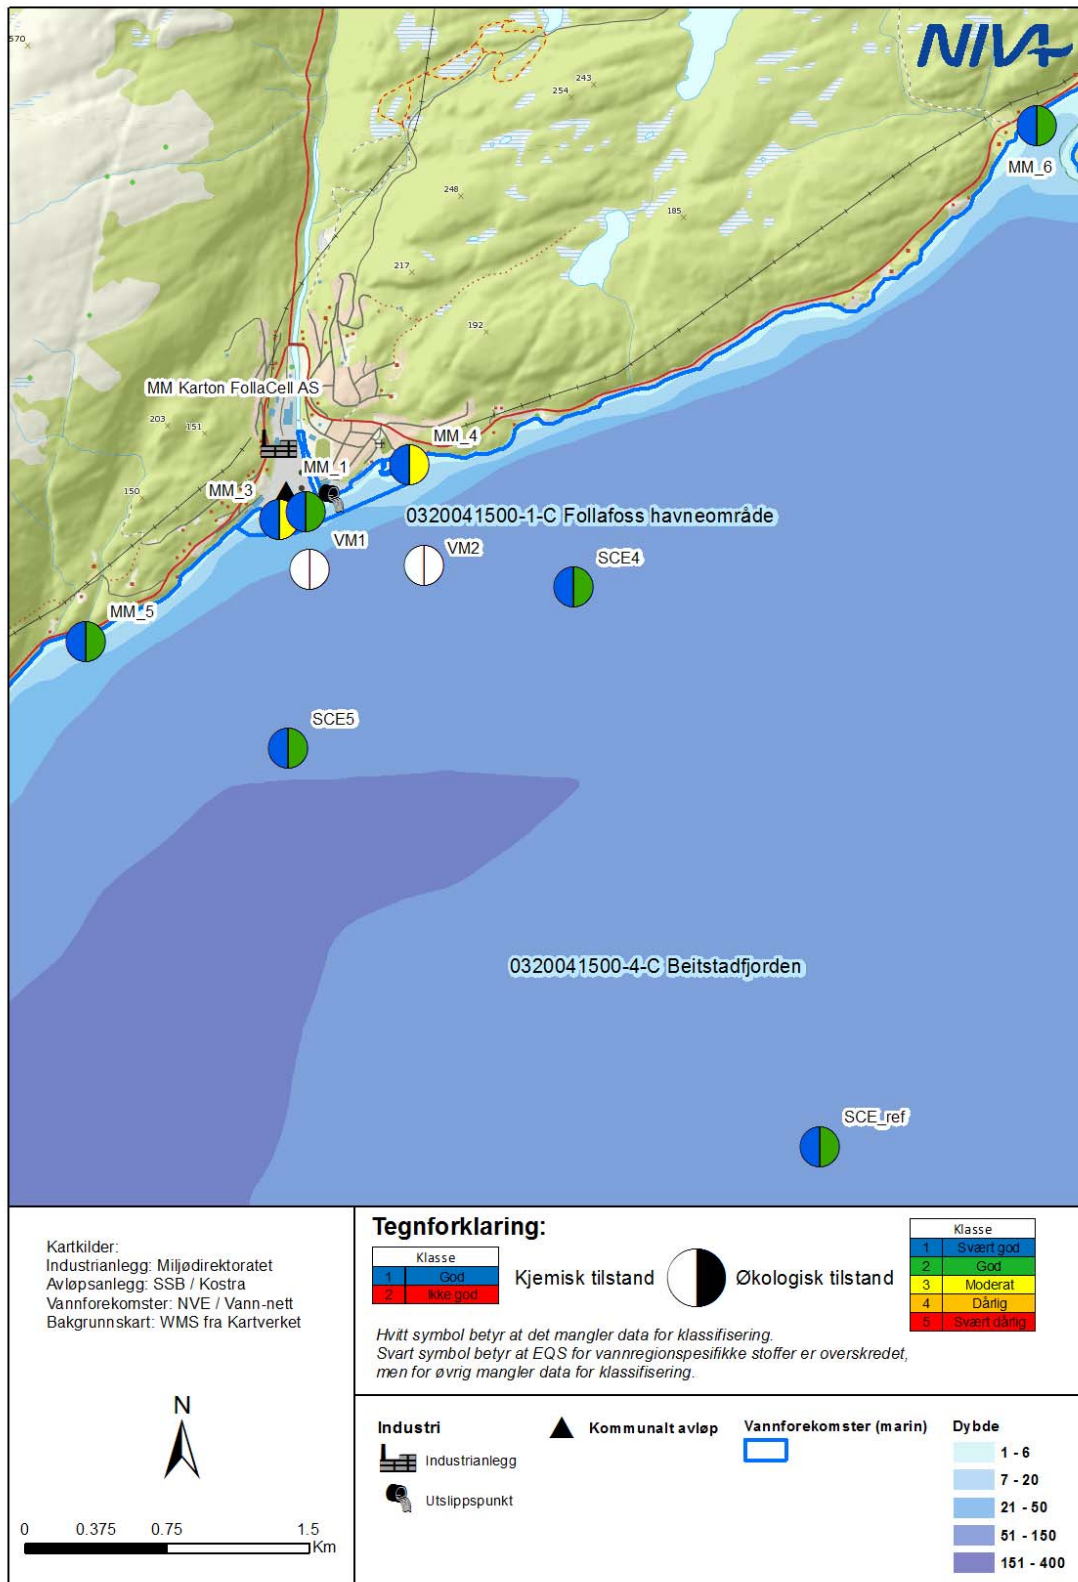 570
NIVA
243
254
MM_6
248
185
217
192
MM Karton FollaCell AS
203
151
MM_4
MM_1
150
MM_3
0320041500-1-C Follafoss havneområde
VM1
VM2
SCE4
MM_5
SCE5
0320041500-4-C Beitstadfjorden
SCE_ref
Kartkilder:
Industrianlegg: Miljødirektoratet
Avløpsanlegg: SSB / Kostra
Vannforekomster: NVE / Vann-nett
Bakgrunnskart: WMS fra Kartverket
N
0 0.375 0.75 1.5
Km
Tegnforklaring:
Klasse
1 God
2 Ikke god
Kjemisk tilstand
Økologisk tilstand
Klasse
1 Svært god
2 God
3 Moderat
4 Dårlig
5 Svært dårlig
Hvitt symbol betyr at det mangler data for klassifisering.
Svart symbol betyr at EQS for vannregionspesifikke stoffer er overskredet,
men for øvrig mangler data for klassifisering.
Industri
Industrianlegg
Utslippspunkt
Kommunalt avløp
Vannforekomster (marin)
Dybde
1 - 6
7 - 20
21 - 50
51 - 150
151 - 400